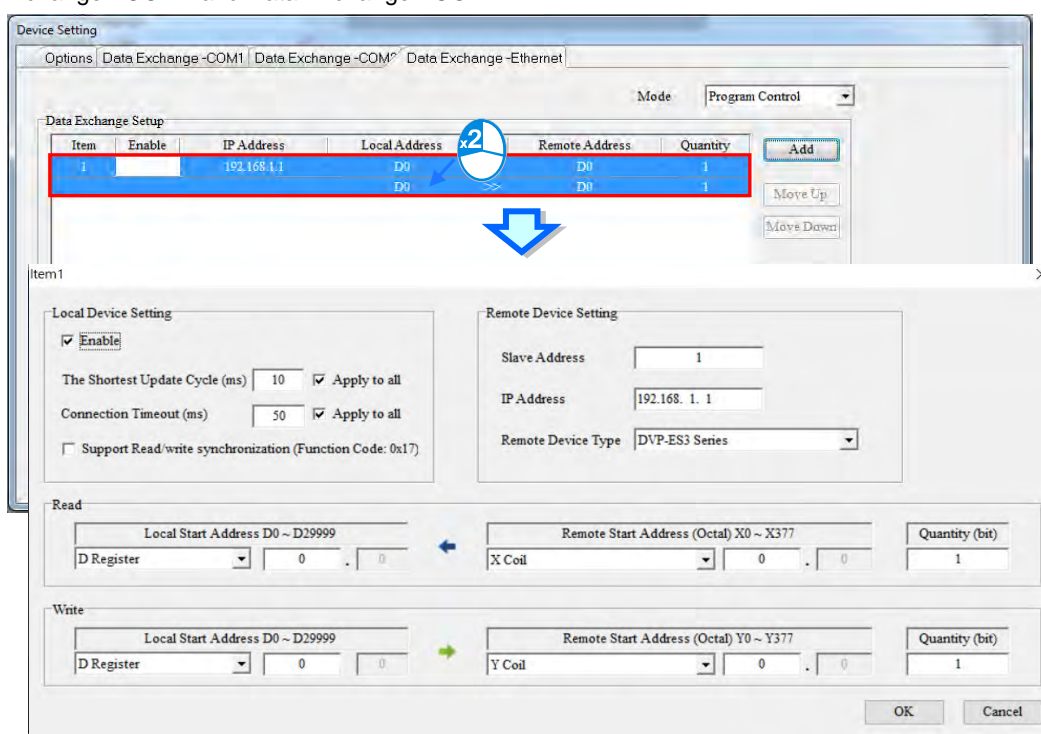 Device Setting
Options Data Exchange -COM1 Data Exchange -COM2 Data Exchange -Ethernet
Mode Program Control
Data Exchange Setup
Item Enable IP Address Local Address Remote Address Quantity
x2
Add
1 192.168.1.1 D0 D0 1
D0 >> D0 1
Move Up
Move Down
Item1
Local Device Setting
Enable
The Shortest Update Cycle (ms) 10 Apply to all
Connection Timeout (ms) 50 Apply to all
Support Read/write synchronization (Function Code: 0x17)
Remote Device Setting
Slave Address 1
IP Address 192.168. 1. 1
Remote Device Type DVP-ES3 Series
Read
Local Start Address D0 ~ D29999 Remote Start Address (Octal) X0 ~ X377 Quantity (bit)
D Register 0 . 0 X Coil 0 . 0 1
Write
Local Start Address D0 ~ D29999 Remote Start Address (Octal) Y0 ~ Y377 Quantity (bit)
D Register 0 0 Y Coil 0 . 0 1
OK Cancel